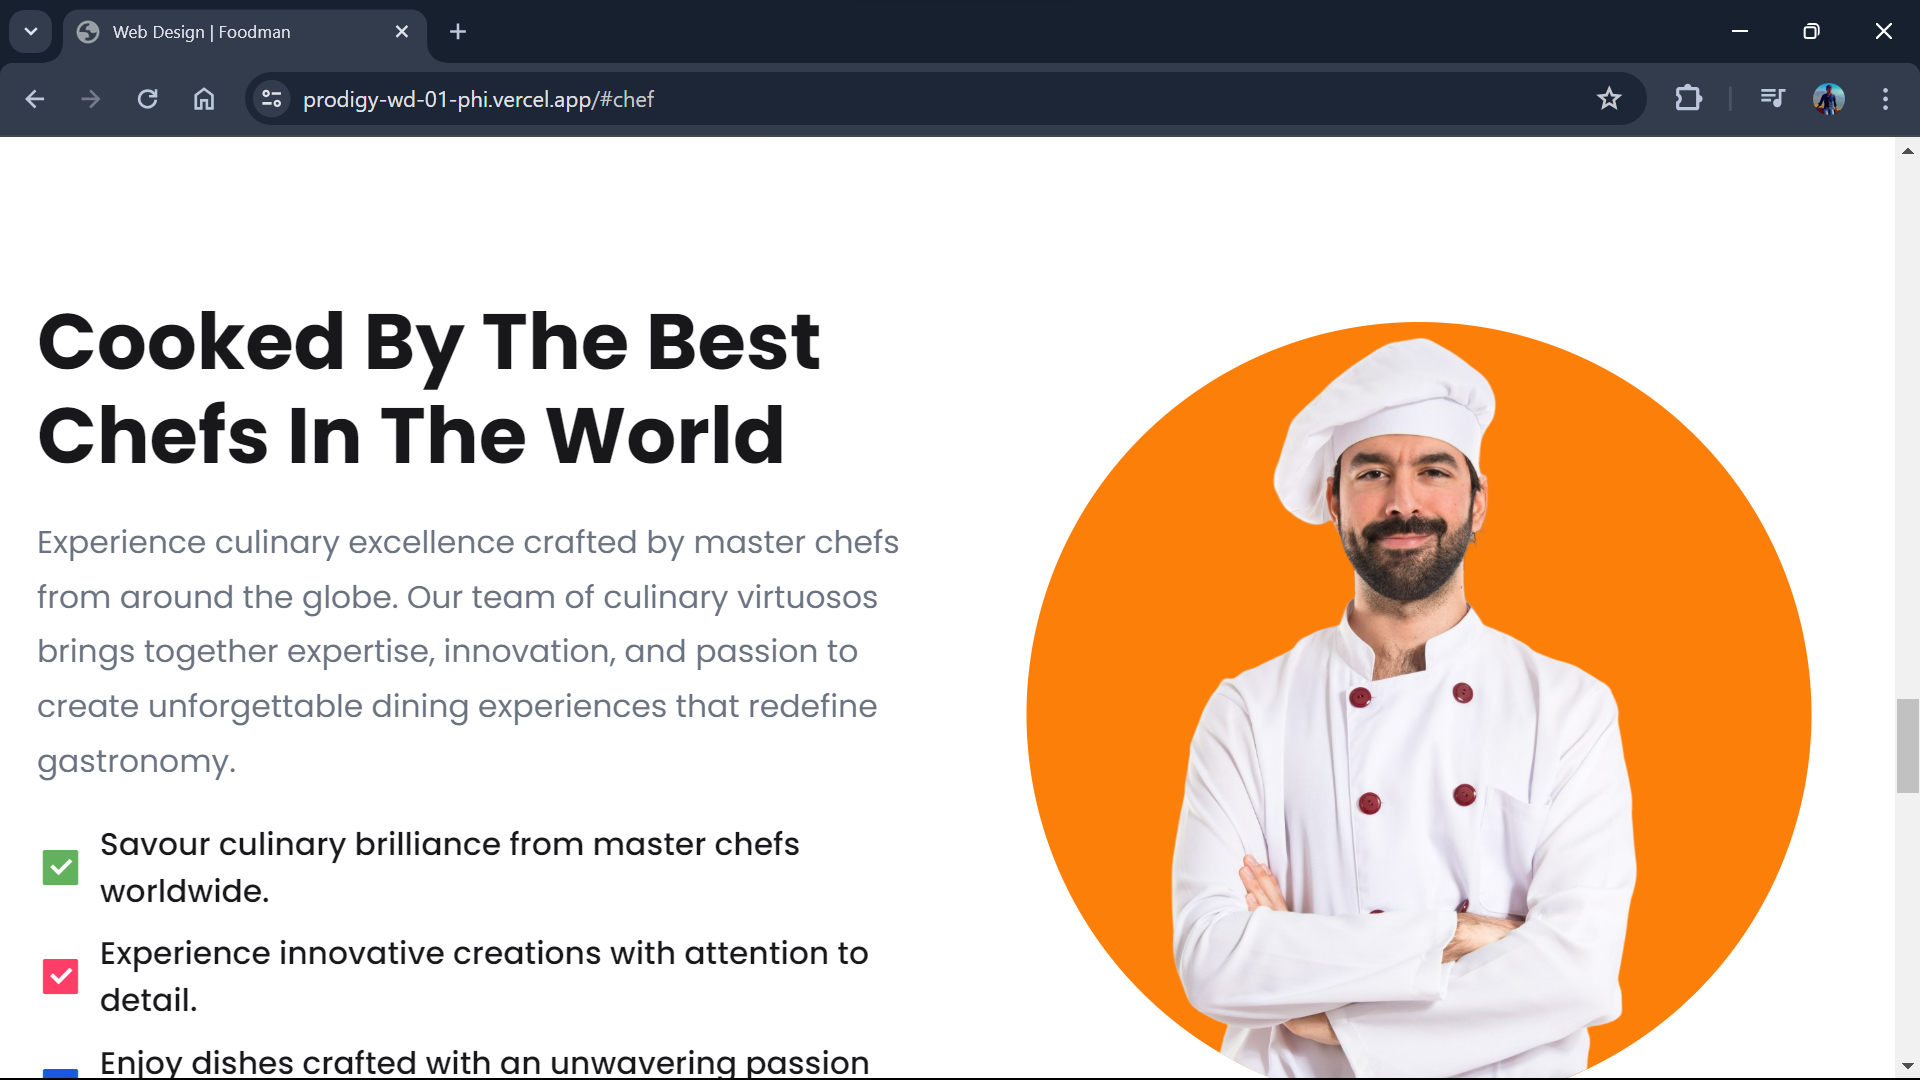 Web Design | Foodman
prodigy-wd-01-phi.vercel.app/#chef
Cooked By The Best
Chefs In The World
Experience culinary excellence crafted by master chefs
from around the globe. Our team of culinary virtuosos
brings together expertise, innovation, and passion to
create unforgettable dining experiences that redefine
gastronomy.
Savour culinary brilliance from master chefs
worldwide.
Experience innovative creations with attention to
detail.
Enjoy dishes crafted with an unwavering passion